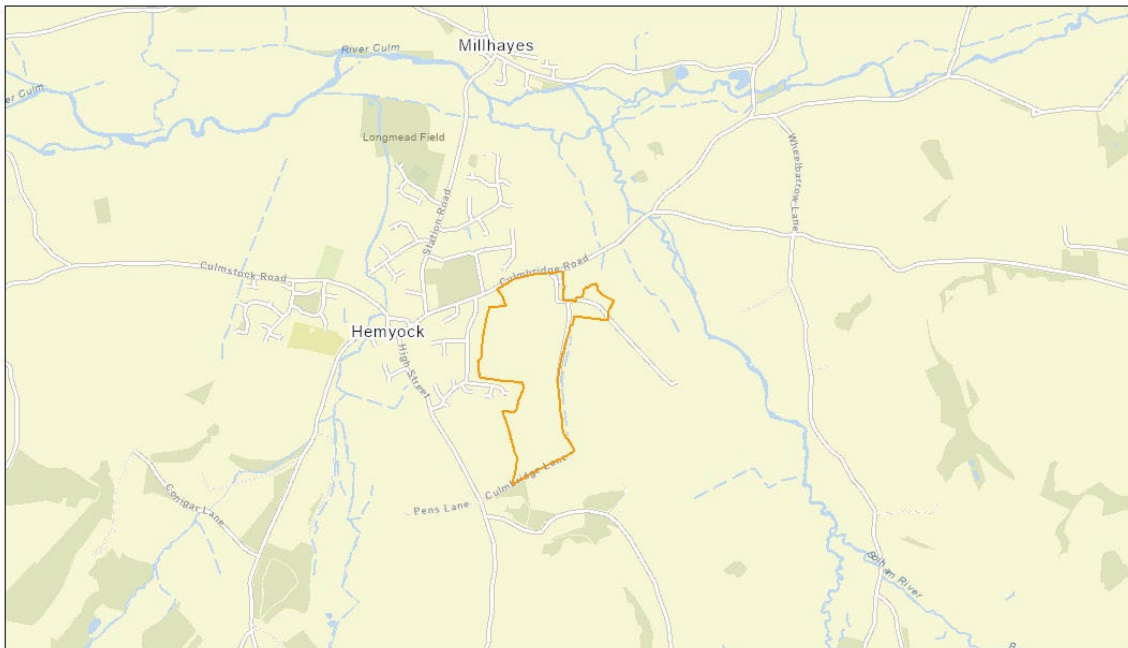 Millhayes
River Culm
er Culm
Longmead Field
Station Road
Wheelbarrow Lane
Culmbridge Road
Culmstock Road
Hemyock
High Street
Culmbridge Lane
Pens Lane
Conigar Lane
Bolham River
B